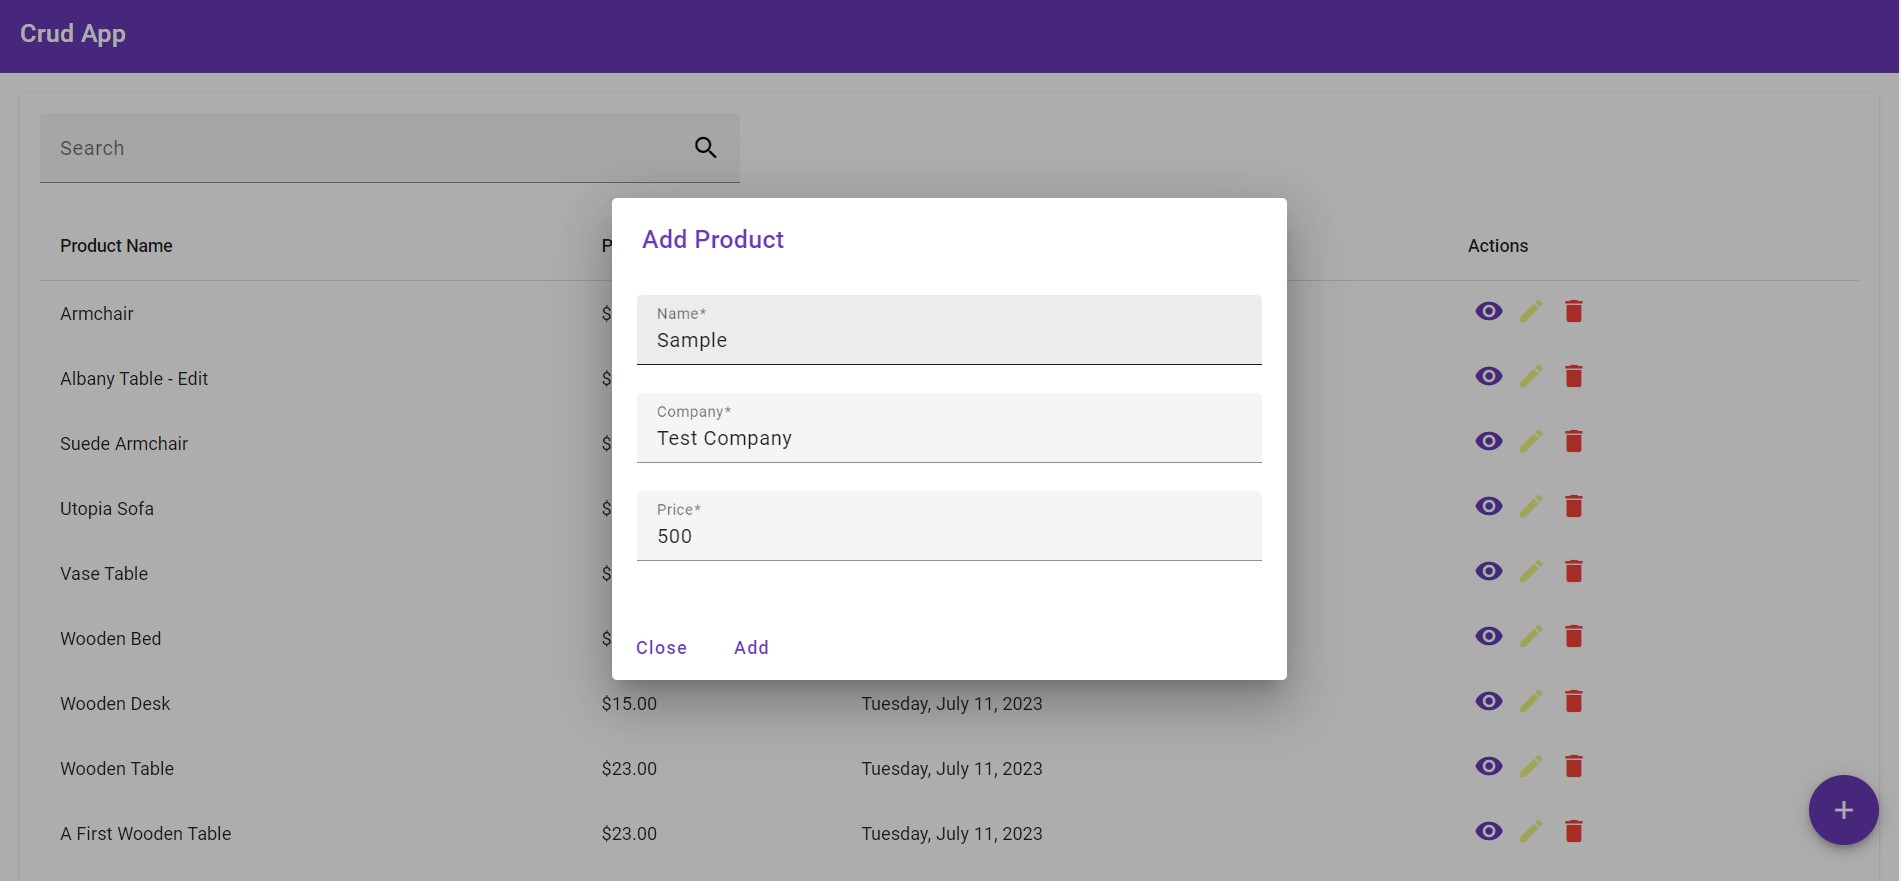 Crud App
Search
Product Name
Actions
Add Product
Name*
Sample
Company*
Test Company
Price*
500
Close Add
Armchair
Albany Table - Edit
Suede Armchair
Utopia Sofa
Vase Table
Wooden Bed
Wooden Desk $15.00 Tuesday, July 11, 2023
Wooden Table $23.00 Tuesday, July 11, 2023
A First Wooden Table $23.00 Tuesday, July 11, 2023